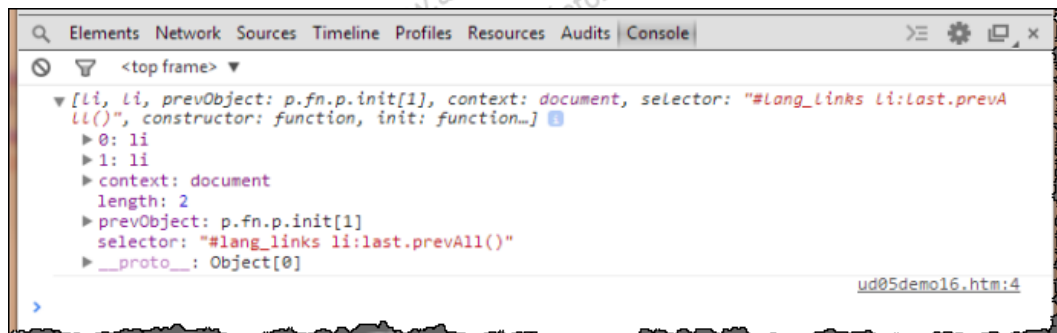 Elements Network Sources Timeline Profiles Resources Audits Console
<top frame> ▼
▼ [li, li, prevObject: p.fn.p.init[1], context: document, selector: "#lang_links li:last.prevA
ll()", constructor: function, init: function…]
▶ 0: li
▶ 1: li
▶ context: document
length: 2
▶ prevObject: p.fn.p.init[1]
selector: "#lang_links li:last.prevAll()"
▶ __proto__: Object[0]
ud05demo16.htm:4
>